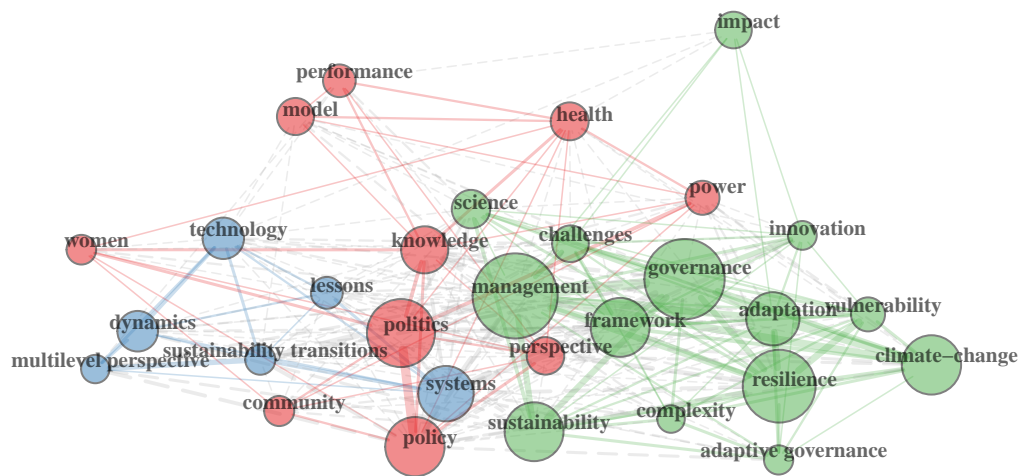 impact
performance
model
health
power
science
women
technology
knowledge
challenges
innovation
governance
lessons
management
dynamics
politics
framework
adaptation
vulnerability
multilevel perspective
sustainability transitions
perspective
climate−change
systems
resilience
community
policy
sustainability
complexity
adaptive governance